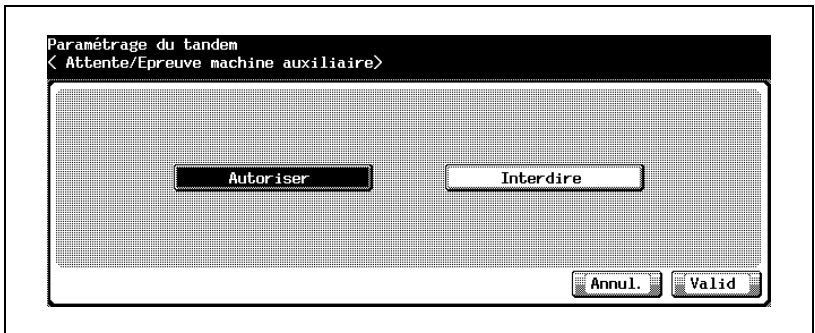 Paramétrage du tandem
< Attente/Epreuve machine auxiliaire>
Autoriser Interdire
Annul. Valid